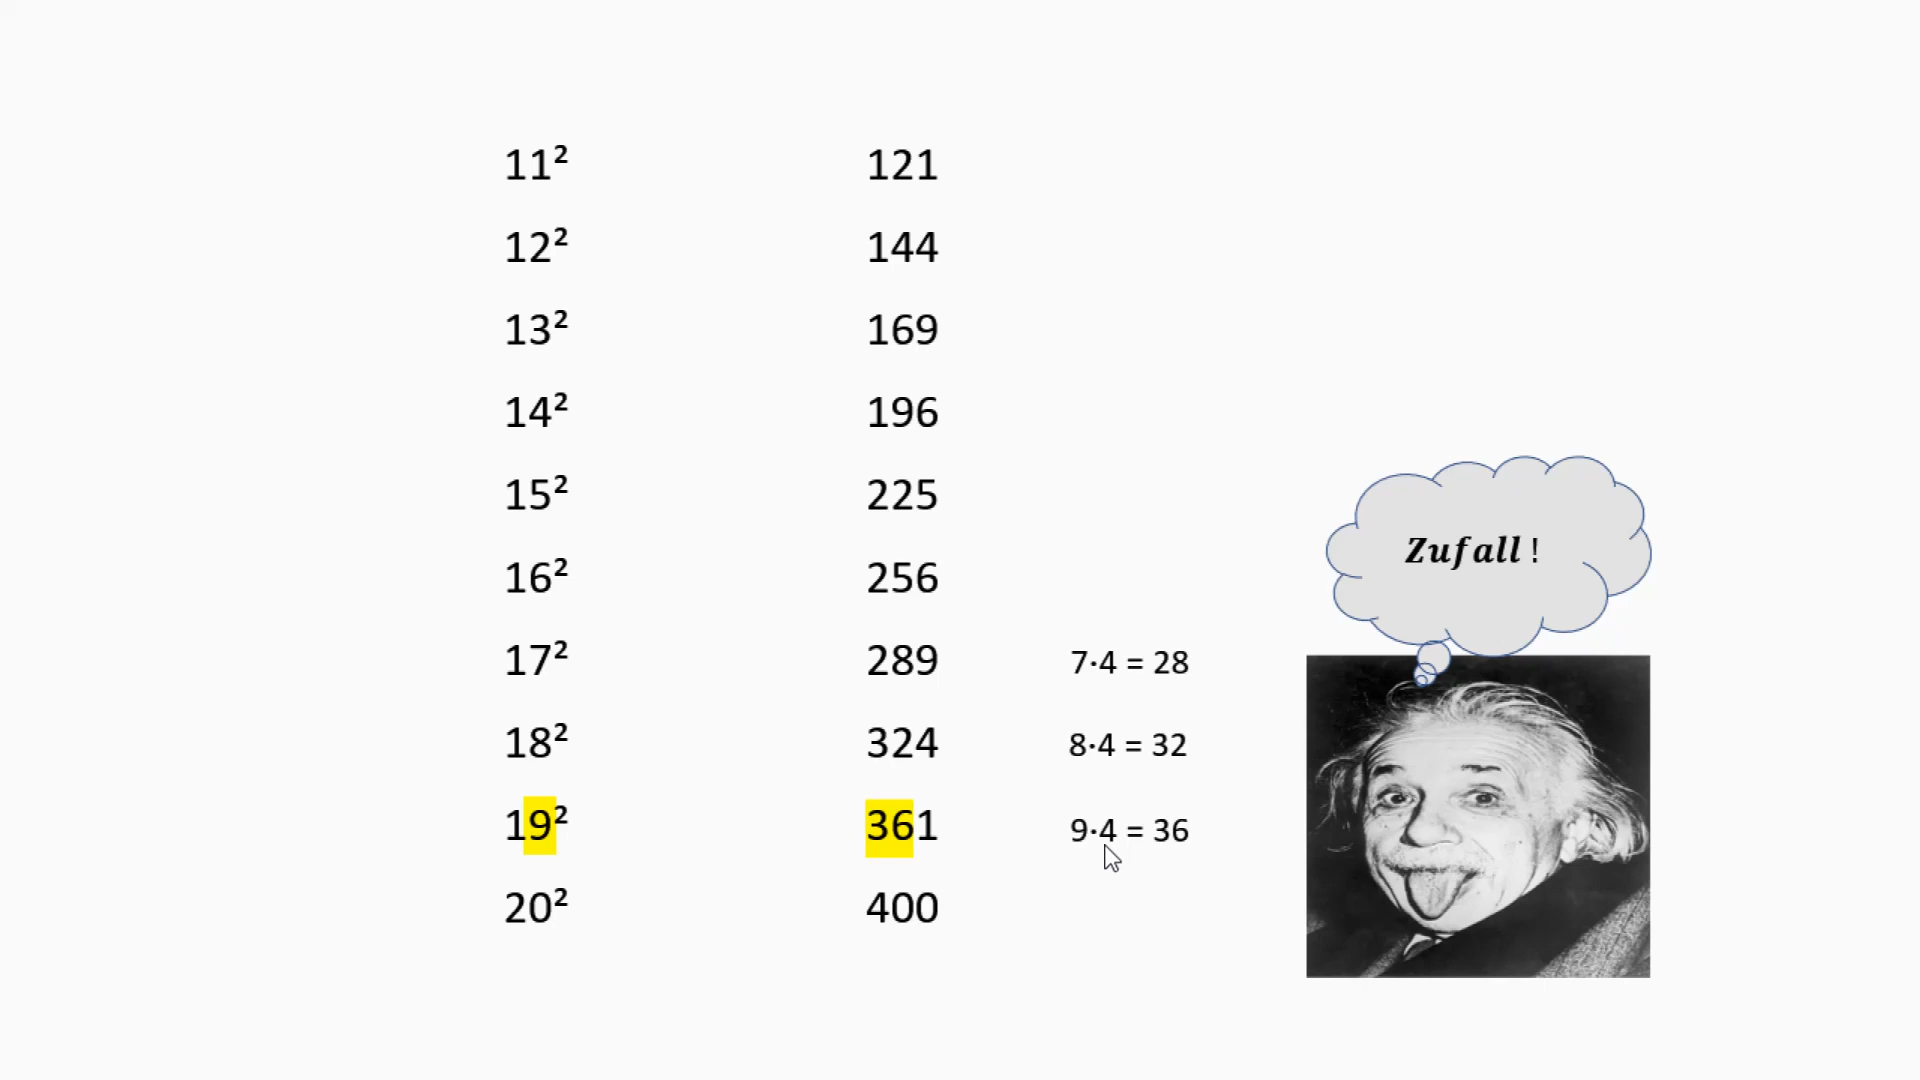 11² 121
12² 144
13² 169
14² 196
15² 225
Zufall !
16² 256
17² 289 7·4 = 28
18² 324 8·4 = 32
19² 361 9·4 = 36
20² 400